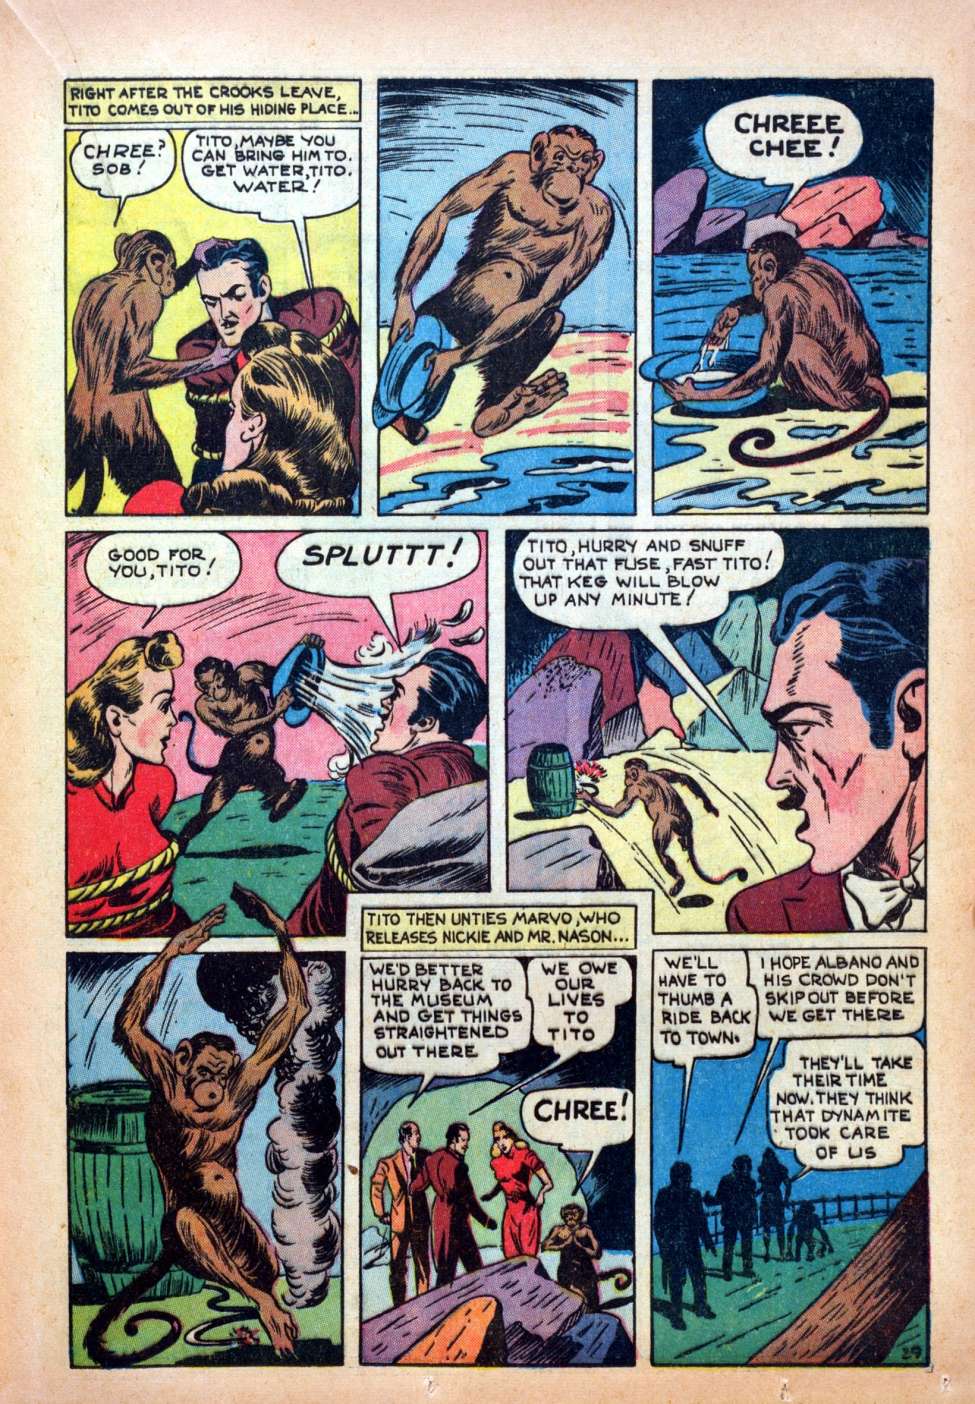 RIGHT AFTER THE CROOKS LEAVE,
TITO COMES OUT OF HIS HIDING PLACE...
CHREE?
SOB!
TITO, MAYBE YOU
CAN BRING HIM TO.
GET WATER, TITO.
WATER!
CHREEE
CHEE!
GOOD FOR
YOU, TITO!
SPLUTTT!
TITO, HURRY AND SNUFF
OUT THAT FUSE, FAST TITO!
THAT KEG WILL BLOW
UP ANY MINUTE!
TITO THEN UNTIES MARVO, WHO
RELEASES NICKIE AND MR. NASON...
WE'D BETTER
HURRY BACK TO
THE MUSEUM
AND GET THINGS
STRAIGHTENED
OUT THERE
WE OWE
OUR
LIVES
TO
TITO
CHREE!
WE'LL
HAVE TO
THUMB A
RIDE BACK
TO TOWN.
I HOPE ALBANO AND
HIS CROWD DON'T
SKIP OUT BEFORE
WE GET THERE
THEY'LL TAKE
THEIR TIME
NOW. THEY THINK
THAT DYNAMITE
TOOK CARE
OF US
29